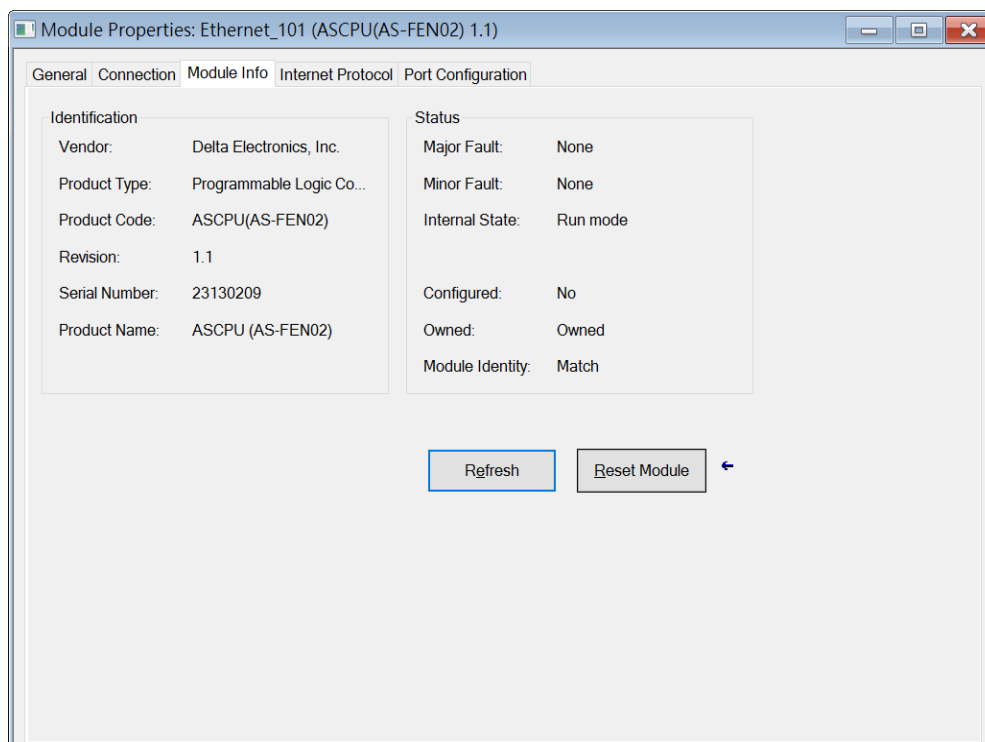 Module Properties: Ethernet_101 (ASCPU(AS-FEN02) 1.1)
General Connection Module Info Internet Protocol Port Configuration
Identification
Vendor: Delta Electronics, Inc.
Product Type: Programmable Logic Co...
Product Code: ASCPU(AS-FEN02)
Revision: 1.1
Serial Number: 23130209
Product Name: ASCPU (AS-FEN02)
Status
Major Fault: None
Minor Fault: None
Internal State: Run mode
Configured: No
Owned: Owned
Module Identity: Match
Refresh Reset Module